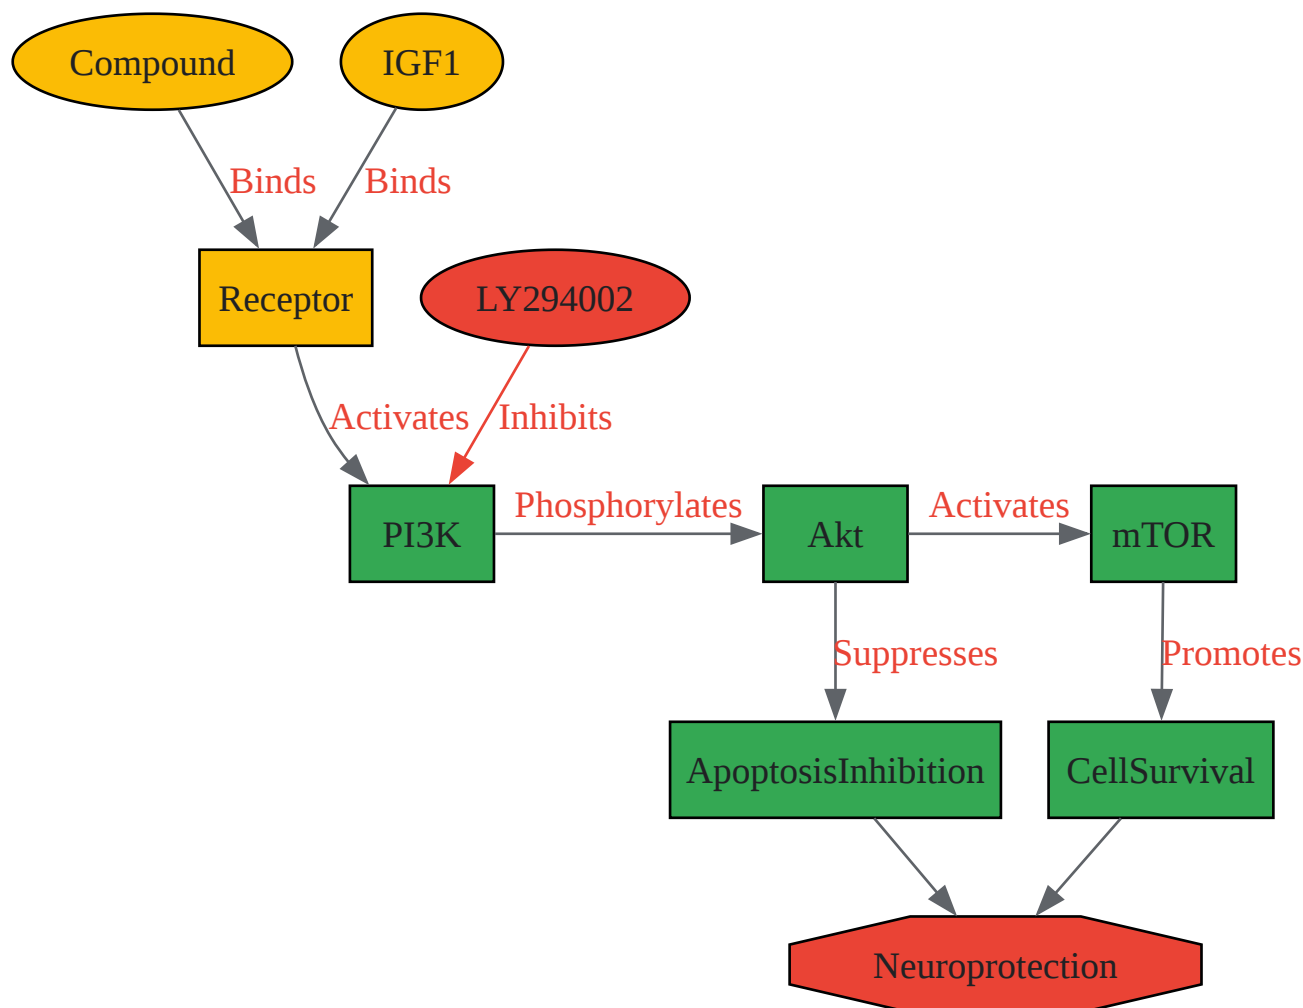 Compound
IGF1
Binds
Binds
Receptor
LY294002
Activates
Inhibits
PI3K
Phosphorylates
Akt
Activates
mTOR
Suppresses
Promotes
ApoptosisInhibition
CellSurvival
Neuroprotection